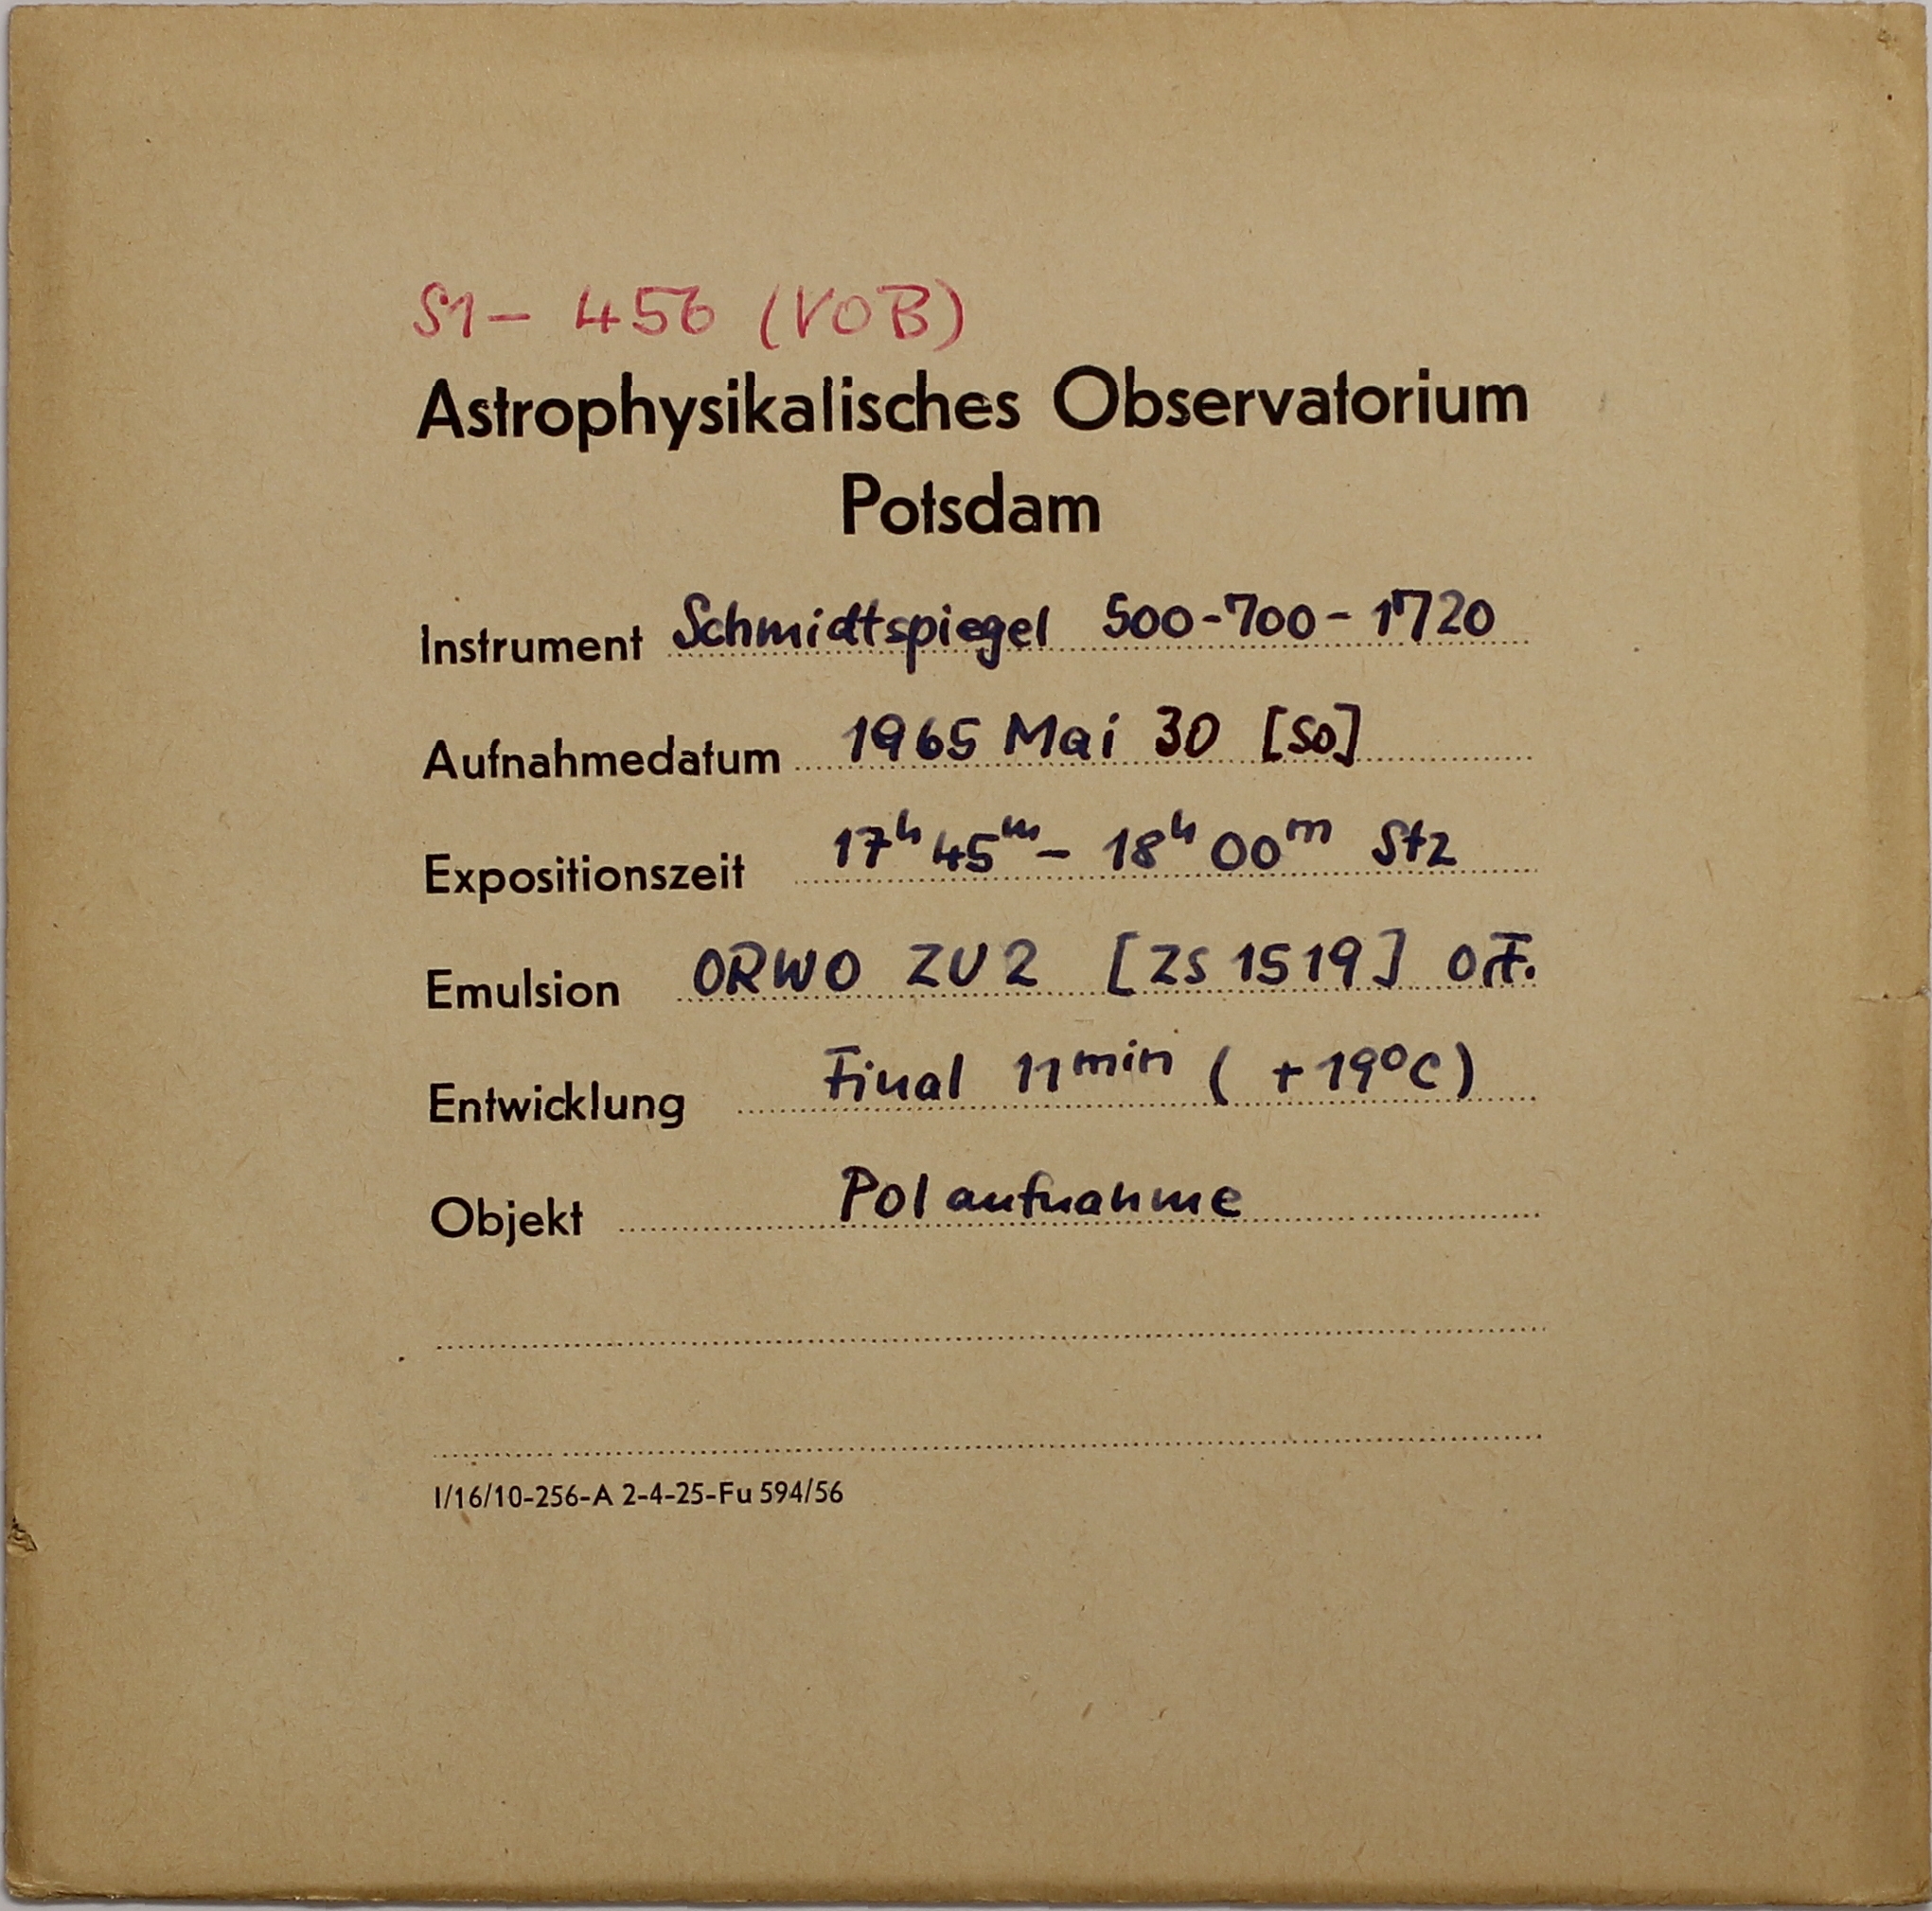 S1- 456 (VOB)
Astrophysikalisches Observatorium
Potsdam
Instrument Schmidtspiegel 500-700-1720
Aufnahmedatum 1965 Mai 30 [So]
Expositionszeit 17h 45m - 18h 00m Stz
Emulsion ORWO ZU2 [ZS 1519] o.F.
Entwicklung Final 11min ( +19°C)
Objekt Polaufnahme
I/16/10-256-A 2-4-25-Fu 594/56